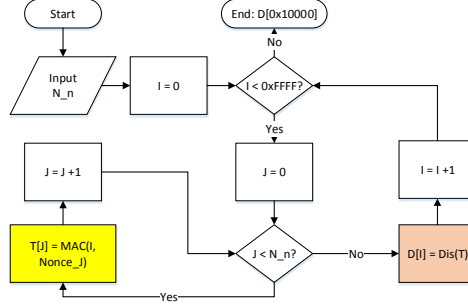 Start
End: D[0x10000]
No
Input
N_n
I = 0
I < 0xFFFF?
Yes
J = J +1
J = 0
I = I +1
T[J] = MAC(I,
Nonce_J)
J < N_n?
No
D[I] = Dis(T)
Yes